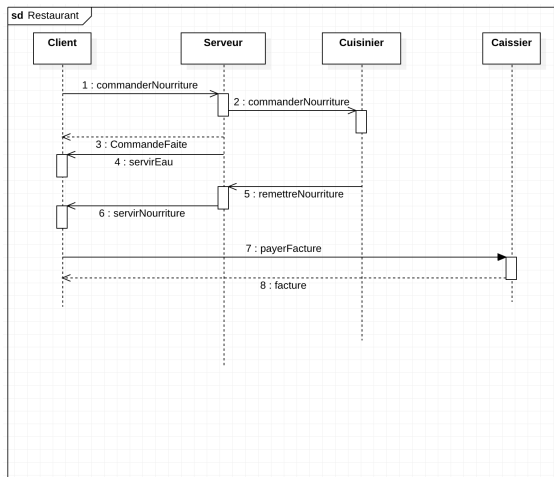 sd Restaurant
Client Serveur Cuisinier Caissier
1 : commanderNourriture
2 : commanderNourriture
3 : CommandeFaite
4 : servirEau
5 : remettreNourriture
6 : servirNourriture
7 : payerFacture
8 : facture